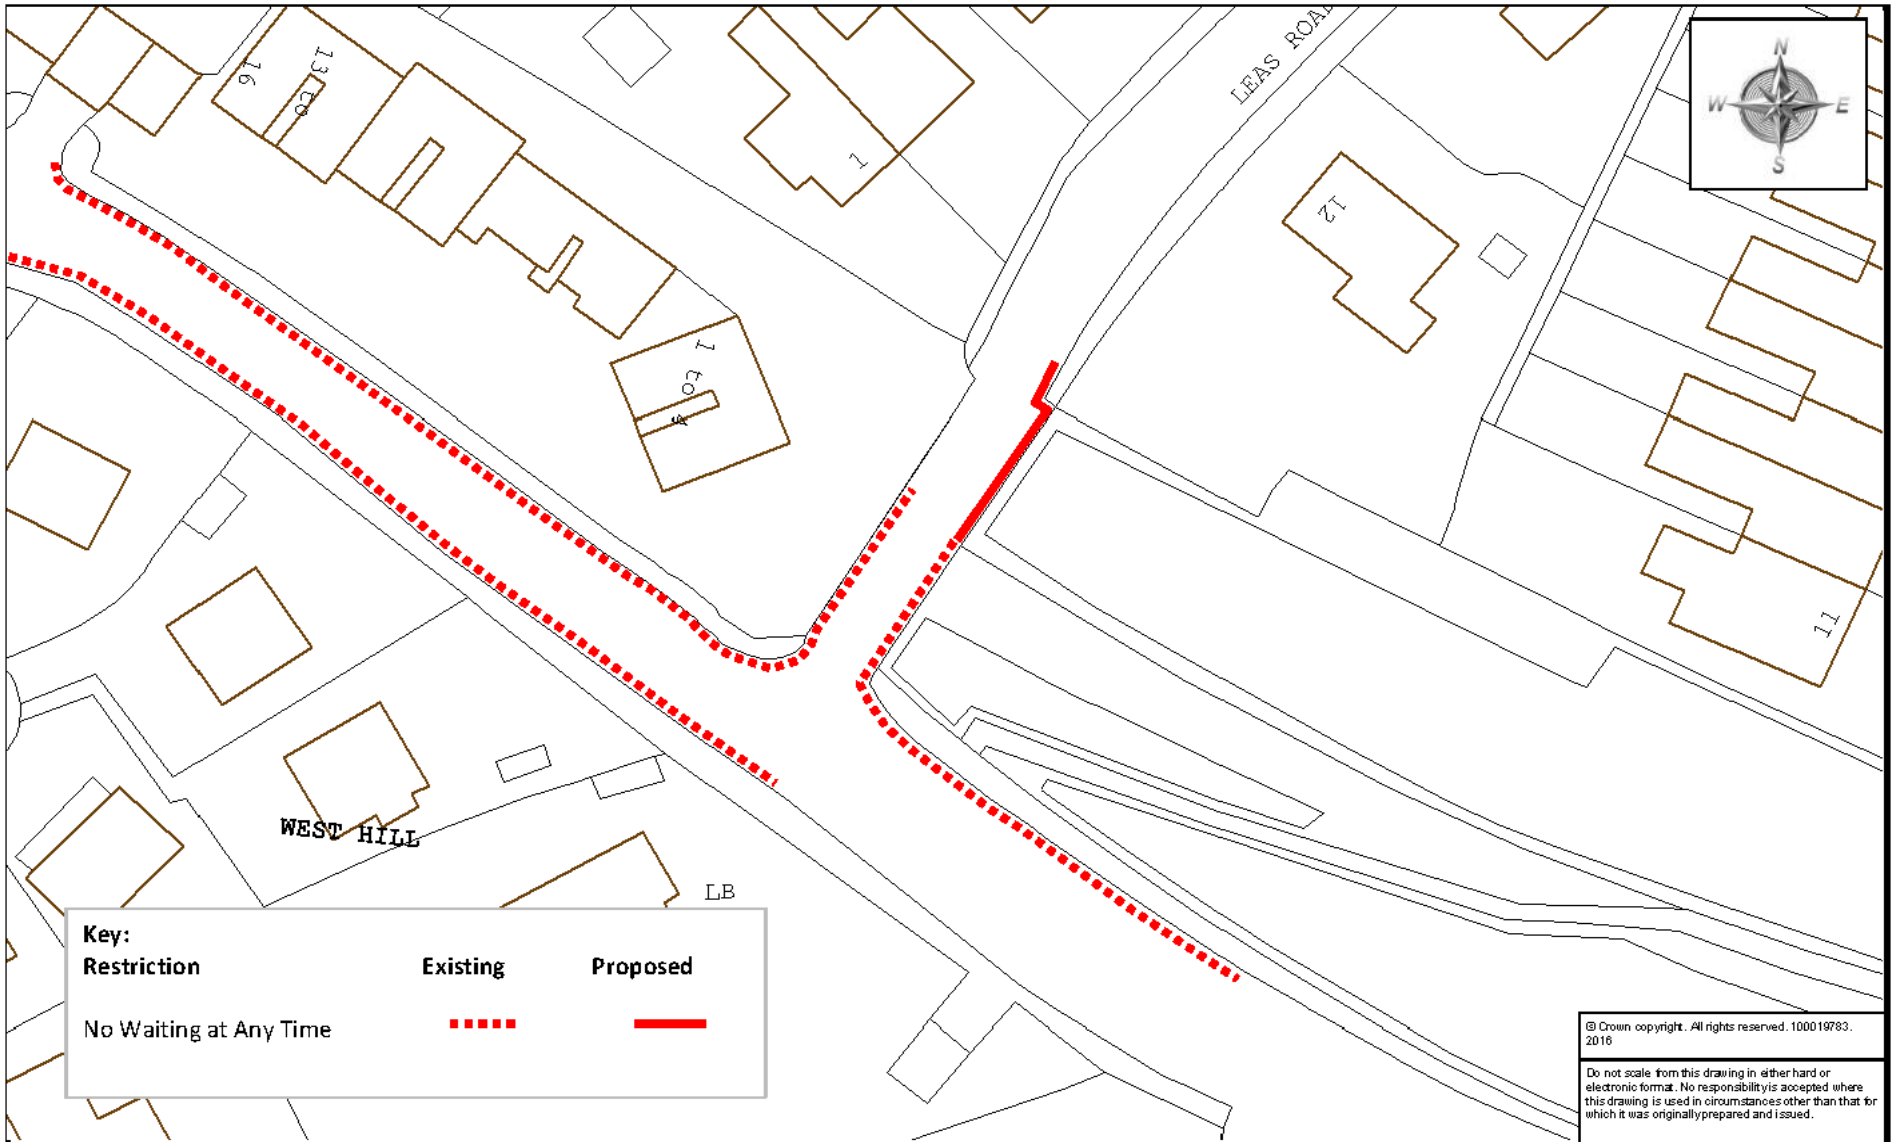 LEAS ROAD
N
W E
S
16
13 to
1
12
1 to 4
11
WEST HILL
LB
Key:
Restriction Existing Proposed
No Waiting at Any Time
© Crown copyright. All rights reserved. 100019783.
2016
Do not scale from this drawing in either hard or
electronic format. No responsibility is accepted where
this drawing is used in circumstances other than that for
which it was originally prepared and issued.